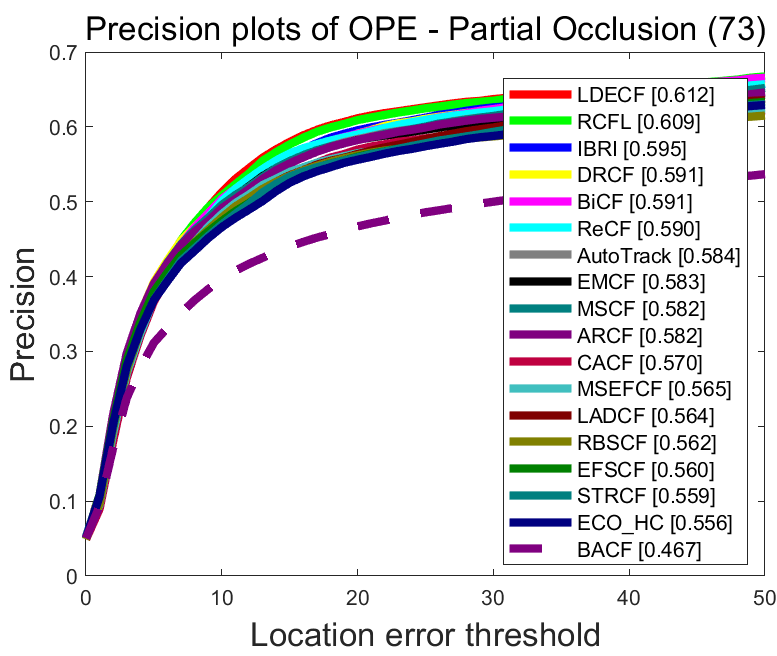 Precision plots of OPE - Partial Occlusion (73)
0.7
0.6
0.5
0.4
0.3
0.2
0.1
0
Precision
LDECF [0.612]
RCFL [0.609]
IBRI [0.595]
DRCF [0.591]
BiCF [0.591]
ReCF [0.590]
AutoTrack [0.584]
EMCF [0.583]
MSCF [0.582]
ARCF [0.582]
CACF [0.570]
MSEFCF [0.565]
LADCF [0.564]
RBSCF [0.562]
EFSCF [0.560]
STRCF [0.559]
ECO_HC [0.556]
BACF [0.467]
0 10 20 30 40 50
Location error threshold